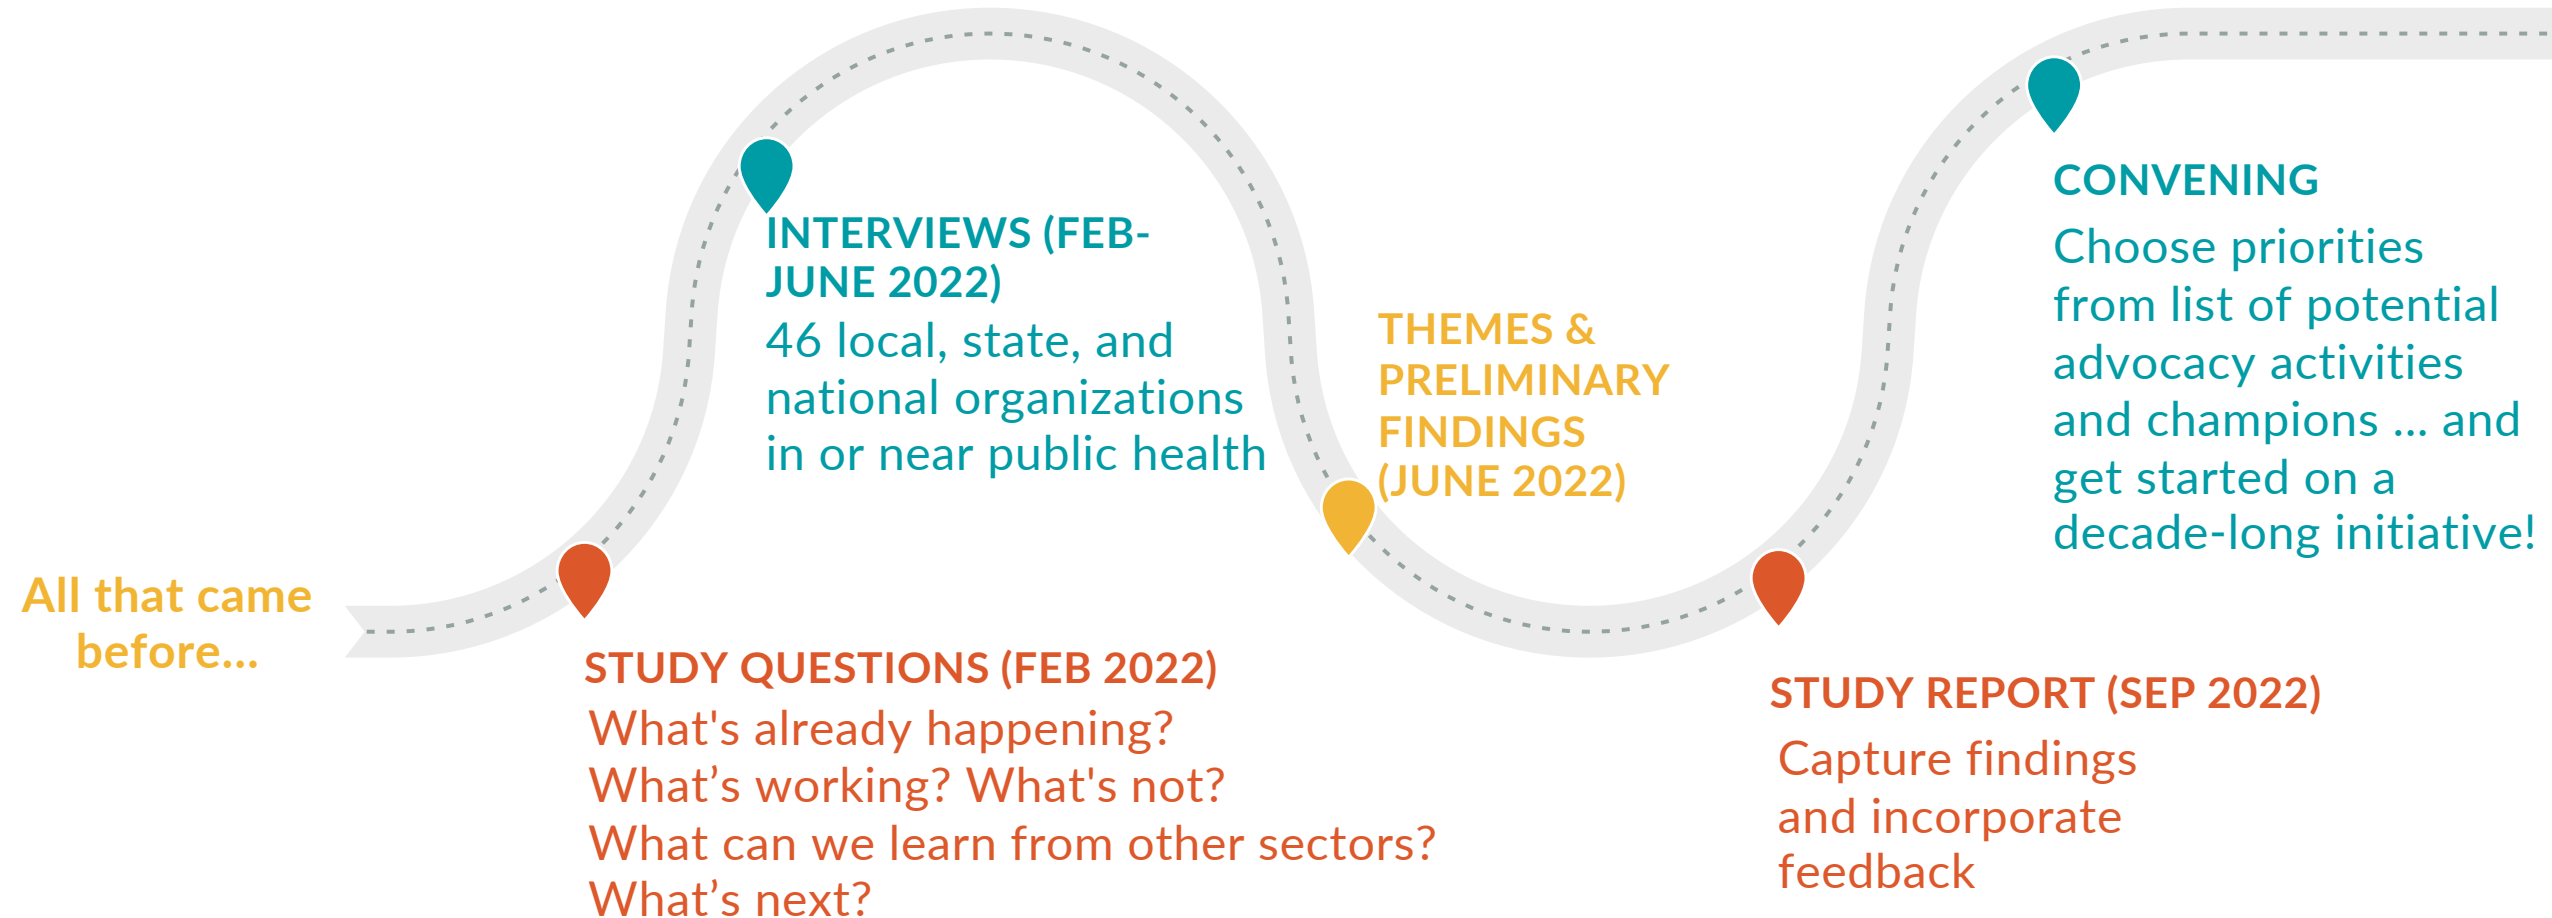 All that came
before...
STUDY QUESTIONS (FEB 2022)
What's already happening?
What’s working? What's not?
What can we learn from other sectors?
What’s next?
INTERVIEWS (FEB-
JUNE 2022)
46 local, state, and
national organizations
in or near public health
THEMES &
PRELIMINARY
FINDINGS
(JUNE 2022)
STUDY REPORT (SEP 2022)
Capture findings
and incorporate
feedback
CONVENING
Choose priorities
from list of potential
advocacy activities
and champions ... and
get started on a
decade-long initiative!